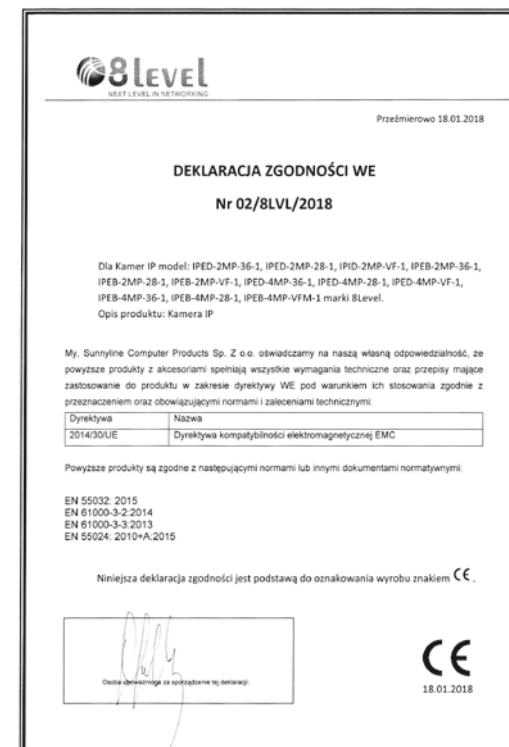 8level
NEXT LEVEL IN NETWORKING
Przeźmierowo 18.01.2018
DEKLARACJA ZGODNOŚCI WE
Nr 02/8LVL/2018
Dla Kamer IP model: IPED-2MP-36-1, IPED-2MP-28-1, IPID-2MP-VF-1, IPEB-2MP-36-1,
IPEB-2MP-28-1, IPEB-2MP-VF-1, IPED-4MP-36-1, IPED-4MP-28-1, IPED-4MP-VF-1,
IPEB-4MP-36-1, IPEB-4MP-28-1, IPEB-4MP-VFM-1 marki 8Level.
Opis produktu: Kamera IP
My, Sunnyline Computer Products Sp. Z o.o. oświadczamy na naszą własną odpowiedzialność, że
powyższe produkty z akcesoriami spełniają wszystkie wymagania techniczne oraz przepisy mające
zastosowanie do produktu w zakresie dyrektywy WE pod warunkiem ich stosowania zgodnie z
przeznaczeniem oraz obowiązującymi normami i zaleceniami technicznymi:
Dyrektywa Nazwa
2014/30/UE Dyrektywa kompatybilności elektromagnetycznej EMC
Powyższe produkty są zgodne z następującymi normami lub innymi dokumentami normatywnymi:
EN 55032: 2015
EN 61000-3-2:2014
EN 61000-3-3:2013
EN 55024: 2010+A:2015
Niniejsza deklaracja zgodności jest podstawą do oznakowania wyrobu znakiem CE .
Osoba upoważniona za sporządzenie tej deklaracji:
CE
18.01.2018